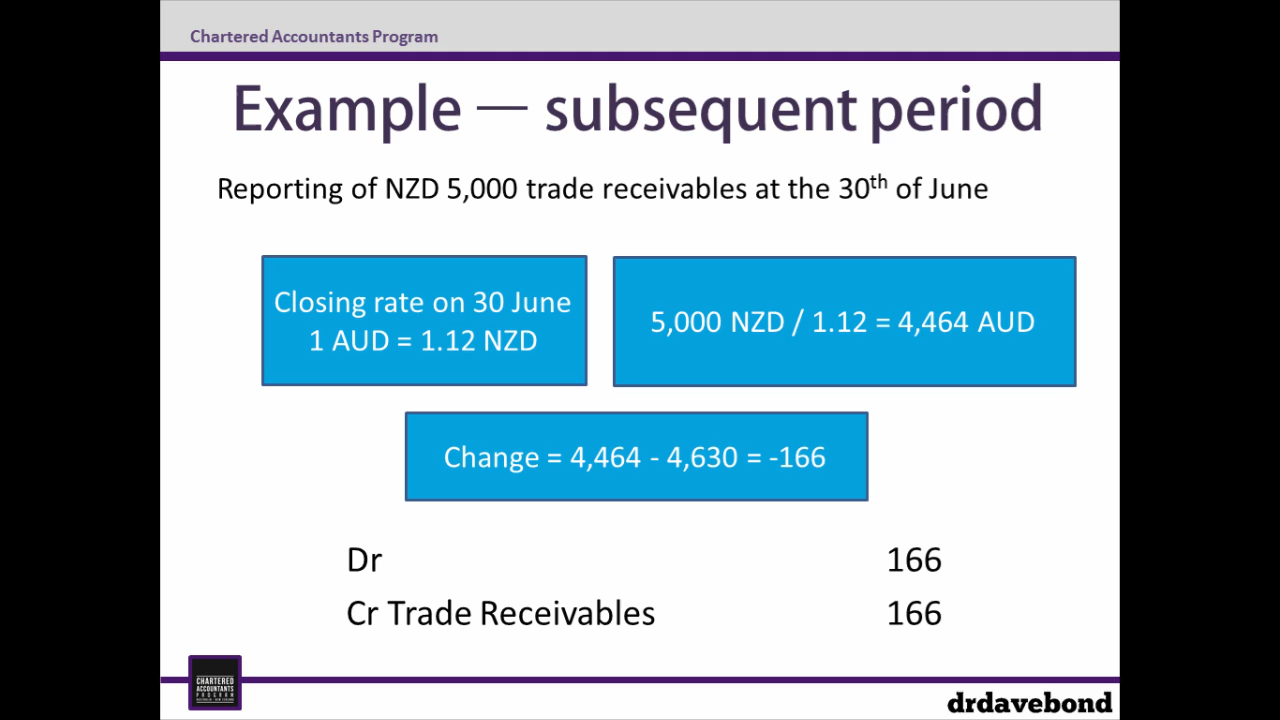 Chartered Accountants Program
Example — subsequent period
Reporting of NZD 5,000 trade receivables at the 30th of June
Closing rate on 30 June
1 AUD = 1.12 NZD
5,000 NZD / 1.12 = 4,464 AUD
Change = 4,464 - 4,630 = -166
Dr 166
Cr Trade Receivables 166
CHARTERED
ACCOUNTANTS
PROGRAM
drdavebond